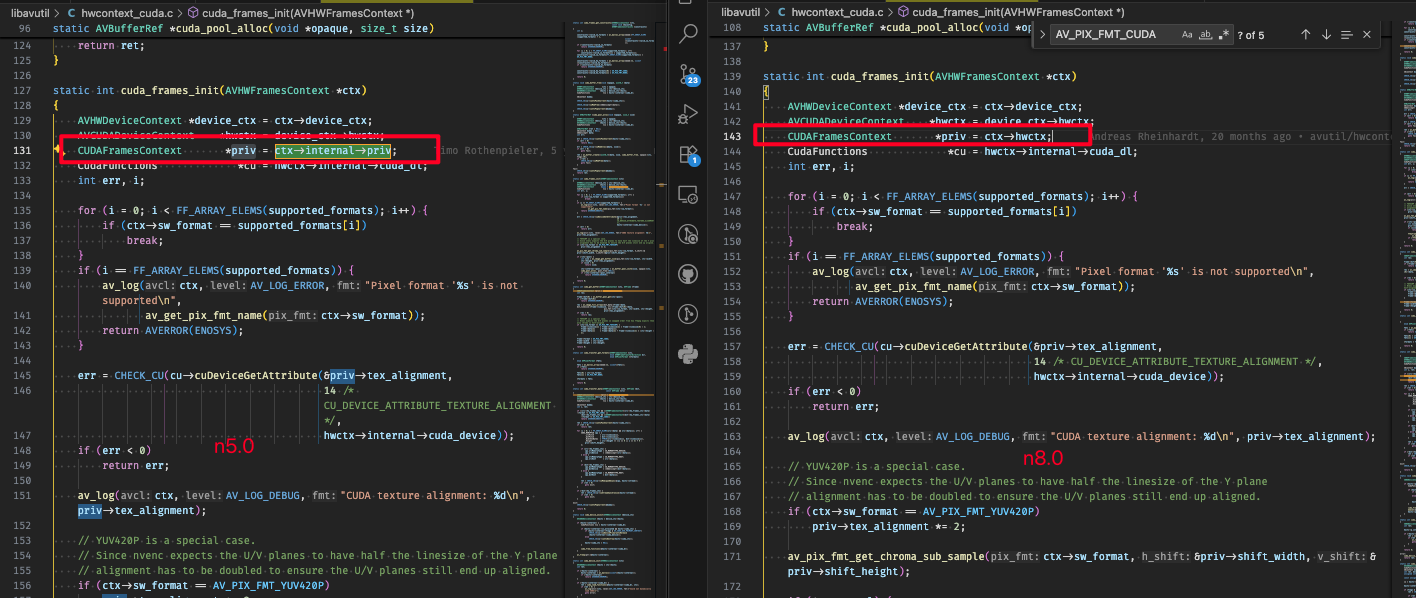 libavutil > C hwcontext_cuda.c > cuda_frames_init(AVHWFramesContext *)
96 static AVBufferRef *cuda_pool_alloc(void *opaque, size_t size)
124 return ret;
125 }
126
127 static int cuda_frames_init(AVHWFramesContext *ctx)
128 {
129 AVHWDeviceContext *device_ctx = ctx->device_ctx;
130 AVCUDADeviceContext *hwctx = device_ctx->hwctx;
131 CUDAFramesContext *priv = ctx->internal->priv; Timo Rothenpieler, 5
132 CudaFunctions *cu = hwctx->internal->cuda_dl;
133 int err, i;
134
135 for (i = 0; i < FF_ARRAY_ELEMS(supported_formats); i++) {
136 if (ctx->sw_format == supported_formats[i])
137 break;
138 }
139 if (i == FF_ARRAY_ELEMS(supported_formats)) {
140 av_log(avcl: ctx, level: AV_LOG_ERROR, fmt: "Pixel format '%s' is not
supported\n",
141 av_get_pix_fmt_name(pix_fmt: ctx->sw_format));
142 return AVERROR(ENOSYS);
143 }
144
145 err = CHECK_CU(cu->cuDeviceGetAttribute(&priv->tex_alignment,
146 14 /*
CU_DEVICE_ATTRIBUTE_TEXTURE_ALIGNMENT
*/,
147 hwctx->internal->cuda_device));
n5.0
148 if (err < 0)
149 return err;
150
151 av_log(avcl: ctx, level: AV_LOG_DEBUG, fmt: "CUDA texture alignment: %d\n",
priv->tex_alignment);
152
153 // YUV420P is a special case.
154 // Since nvenc expects the U/V planes to have half the linesize of the Y plane
155 // alignment has to be doubled to ensure the U/V planes still end up aligned.
156 if (ctx->sw_format == AV_PIX_FMT_YUV420P)
23
1
libavutil > C hwcontext_cuda.c > cuda_frames_init(AVHWFramesContext *)
108 static AVBufferRef *cuda_pool_alloc(void *op
AV_PIX_FMT_CUDA Aa ab .* ? of 5
137 }
138
139 static int cuda_frames_init(AVHWFramesContext *ctx)
140 {
141 AVHWDeviceContext *device_ctx = ctx->device_ctx;
142 AVCUDADeviceContext *hwctx = device_ctx->hwctx;
143 CUDAFramesContext *priv = ctx->hwctx; Andreas Rheinhardt, 20 months ago • avutil/hwcont
144 CudaFunctions *cu = hwctx->internal->cuda_dl;
145 int err, i;
146
147 for (i = 0; i < FF_ARRAY_ELEMS(supported_formats); i++) {
148 if (ctx->sw_format == supported_formats[i])
149 break;
150 }
151 if (i == FF_ARRAY_ELEMS(supported_formats)) {
152 av_log(avcl: ctx, level: AV_LOG_ERROR, fmt: "Pixel format '%s' is not supported\n",
153 av_get_pix_fmt_name(pix_fmt: ctx->sw_format));
154 return AVERROR(ENOSYS);
155 }
156
157 err = CHECK_CU(cu->cuDeviceGetAttribute(&priv->tex_alignment,
158 14 /* CU_DEVICE_ATTRIBUTE_TEXTURE_ALIGNMENT */,
159 hwctx->internal->cuda_device));
160 if (err < 0)
161 return err;
162
163 av_log(avcl: ctx, level: AV_LOG_DEBUG, fmt: "CUDA texture alignment: %d\n", priv->tex_alignment);
164
n8.0
165 // YUV420P is a special case.
166 // Since nvenc expects the U/V planes to have half the linesize of the Y plane
167 // alignment has to be doubled to ensure the U/V planes still end up aligned.
168 if (ctx->sw_format == AV_PIX_FMT_YUV420P)
169 priv->tex_alignment *= 2;
170
171 av_pix_fmt_get_chroma_sub_sample(pix_fmt: ctx->sw_format, h_shift: &priv->shift_width, v_shift: &
priv->shift_height);
172